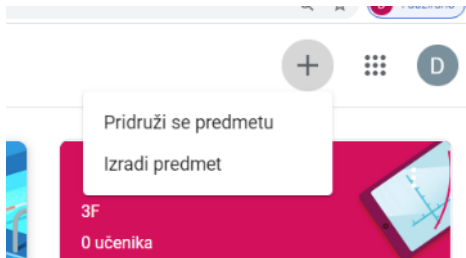 D
D
Pridruži se predmetu
Izradi predmet
3F
0 učenika